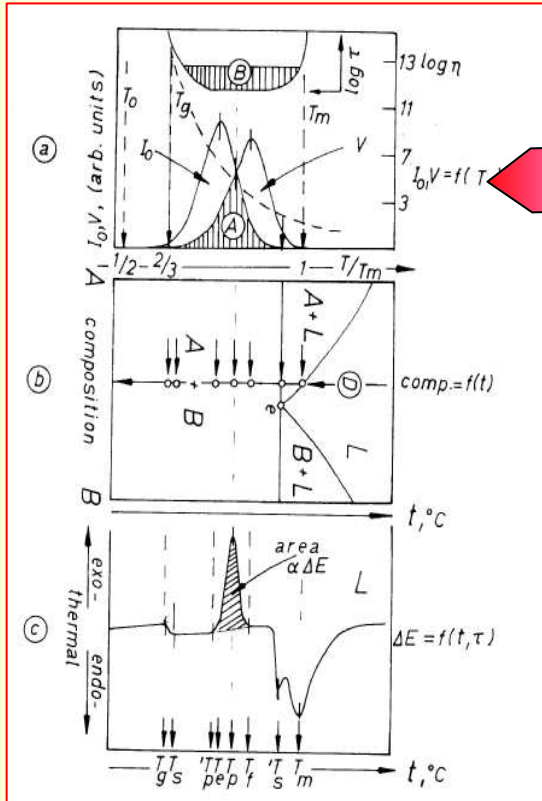 a
I₀,V, (arb. units)
T₀
Tg
I₀
B
A
V
Tm
log τ
13 log η
11
7
3
I₀,V = f( T
1/2 – 2/3
1
T/Tm
b
A composition B
A + B
A + L
B + L
L
e
D
comp. = f(t)
t, °C
c
exo-
thermal
endo-
area
α ΔE
L
ΔE = f(t, τ)
Tg Ts 'Tp Te Tp Tf 'Ts Tm
t, °C